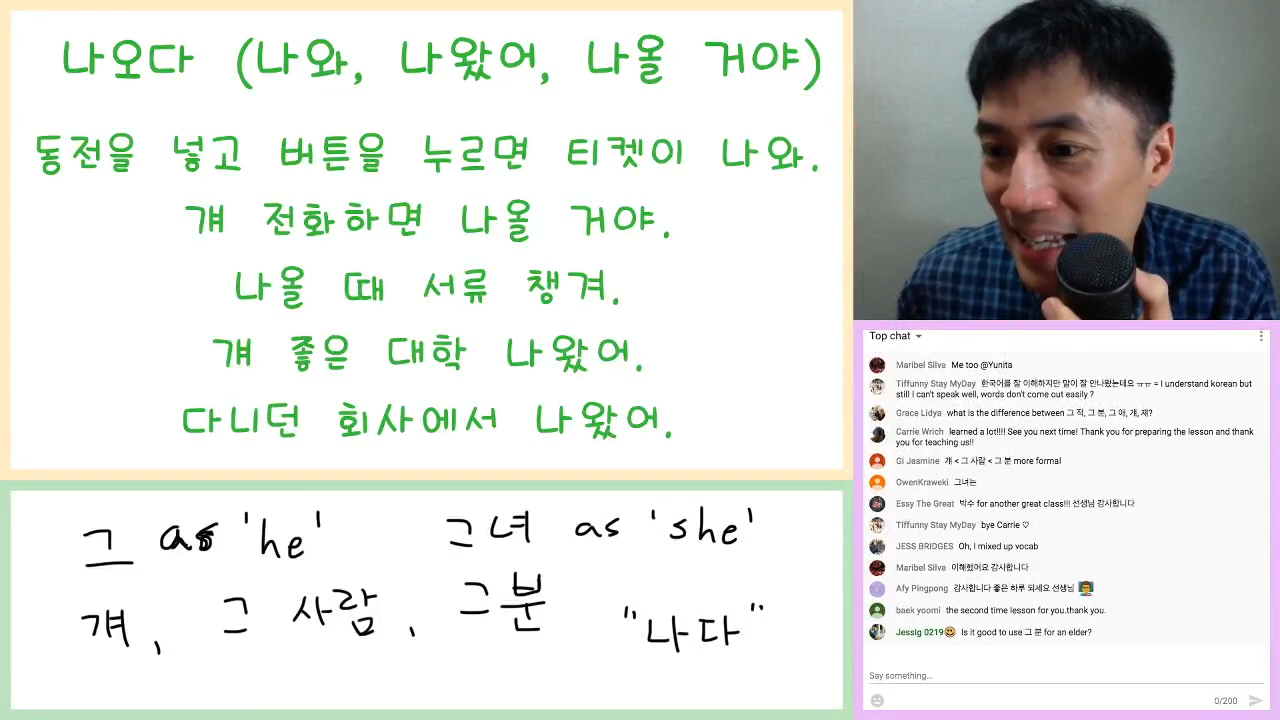 나오다 (나와, 나왔어, 나올 거야)
동전을 넣고 버튼을 누르면 티켓이 나와.
걔 전화하면 나올 거야.
나올 때 서류 챙겨.
걔 좋은 대학 나왔어.
다니던 회사에서 나왔어.
그 as 'he' 그녀 as 'she'
걔, 그 사람, 그분 "나다"
Top chat
Maribel Silva Me too @Yunita
Tiffunny Stay MyDay 한국어를 잘 이해하지만 말이 잘 안나왔는데요 ㅠㅠ = I understand korean but
still I can't speak well, words don't come out easily ?
Grace Lidya what is the difference between 그 적, 그 분, 그 애, 걔, 쟤?
Carrie Wrich learned a lot!!!! See you next time! Thank you for preparing the lesson and thank
you for teaching us!!
Gi Jasmine 걔 < 그 사람 < 그 분 more formal
OwenKraweki 그녀는
Essy The Great 박수 for another great class!!! 선생님 감사합니다
Tiffunny Stay MyDay bye Carrie ♡
JESS BRIDGES Oh, I mixed up vocab
Maribel Silva 이해했어요 감사합니다
Afy Pingpong 감사합니다 좋은 하루 되세요 선생님
baek yoomi the second time lesson for you.thank you.
Jesslg 0219😄 Is it good to use 그 분 for an elder?
Say something...
0/200